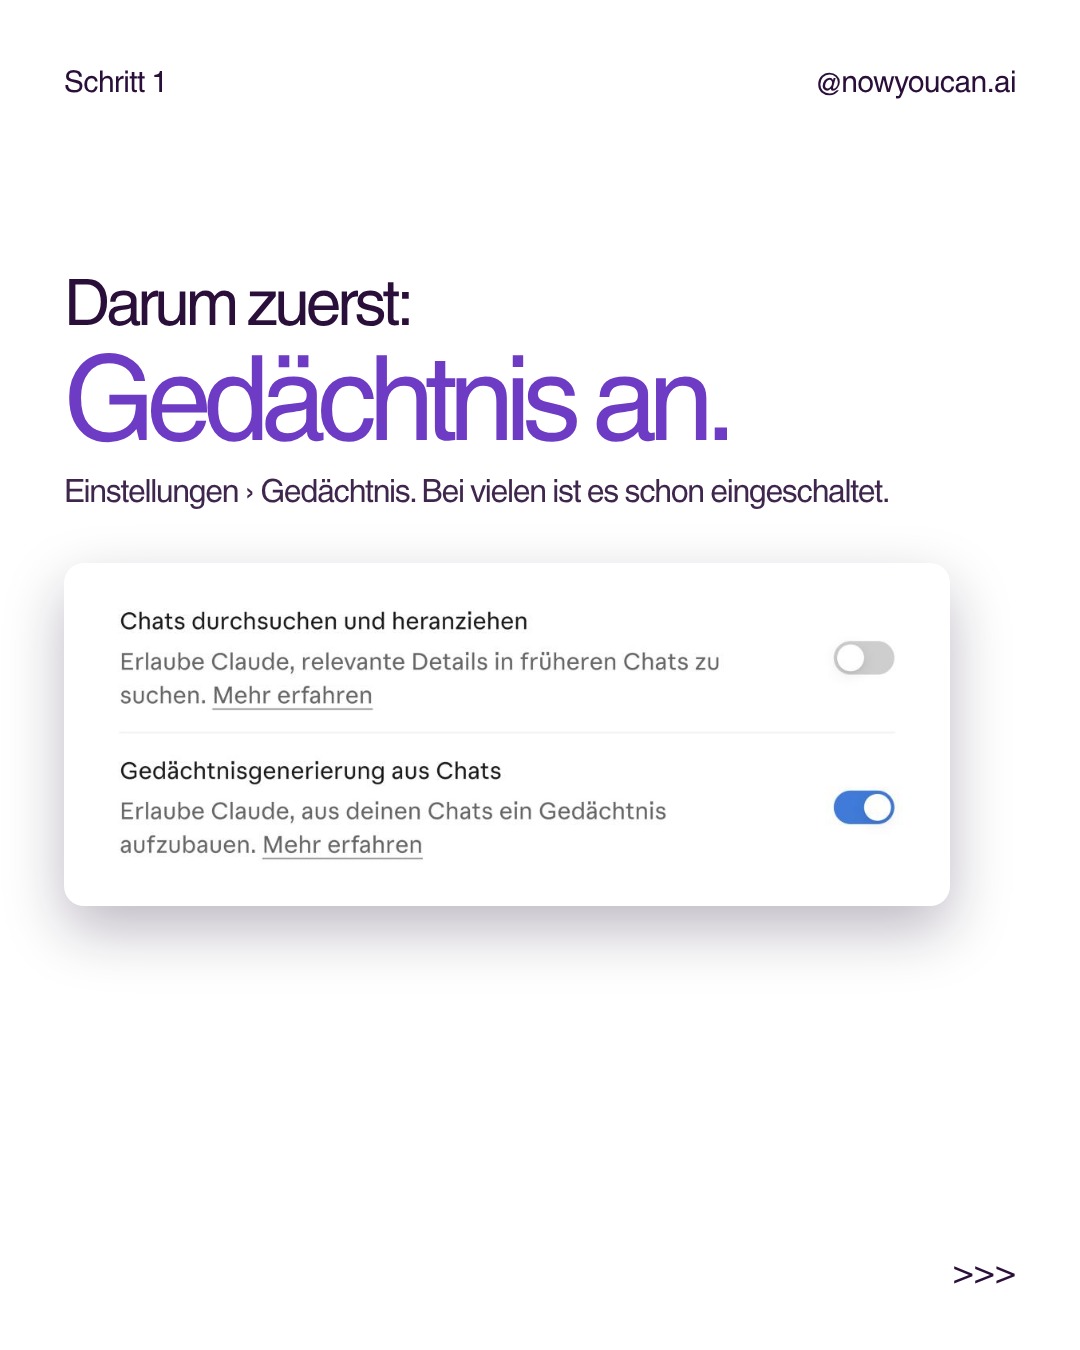 Schritt 1
@nowyoucan.ai
Darum zuerst:
Gedächtnis an.
Einstellungen › Gedächtnis. Bei vielen ist es schon eingeschaltet.
Chats durchsuchen und heranziehen
Erlaube Claude, relevante Details in früheren Chats zu
suchen. Mehr erfahren
Gedächtnisgenerierung aus Chats
Erlaube Claude, aus deinen Chats ein Gedächtnis
aufzubauen. Mehr erfahren
>>>